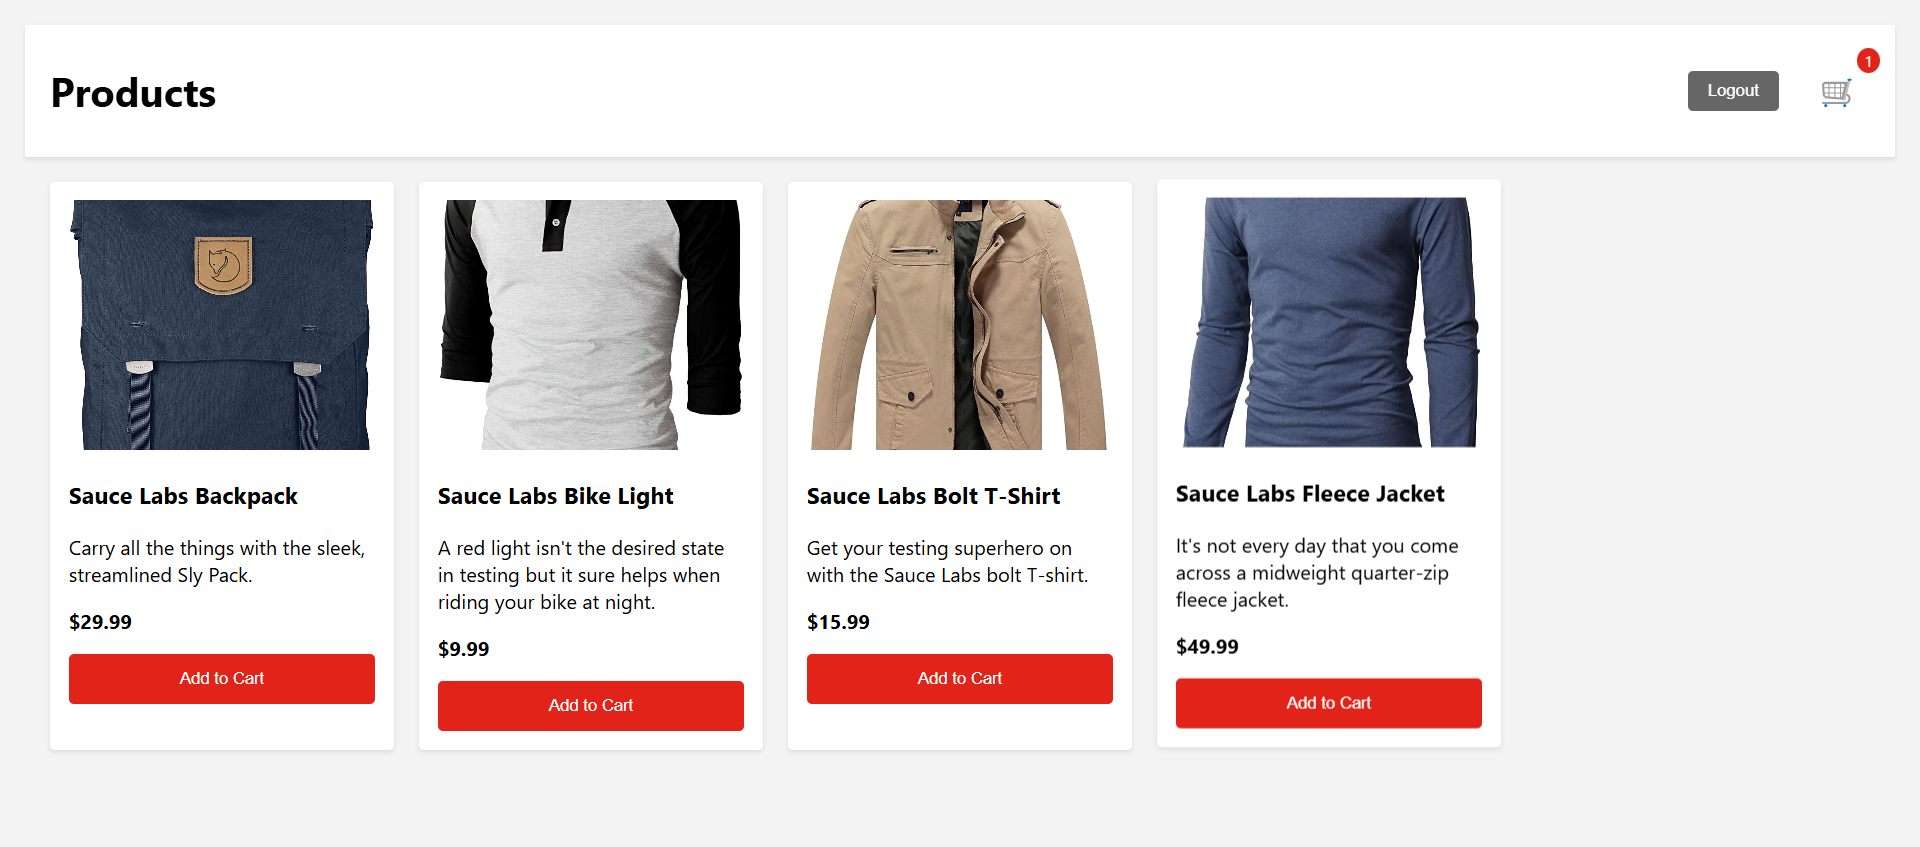 Products
Logout
1
Sauce Labs Backpack
Carry all the things with the sleek,
streamlined Sly Pack.
$29.99
Add to Cart
Sauce Labs Bike Light
A red light isn't the desired state
in testing but it sure helps when
riding your bike at night.
$9.99
Add to Cart
Sauce Labs Bolt T-Shirt
Get your testing superhero on
with the Sauce Labs bolt T-shirt.
$15.99
Add to Cart
Sauce Labs Fleece Jacket
It's not every day that you come
across a midweight quarter-zip
fleece jacket.
$49.99
Add to Cart